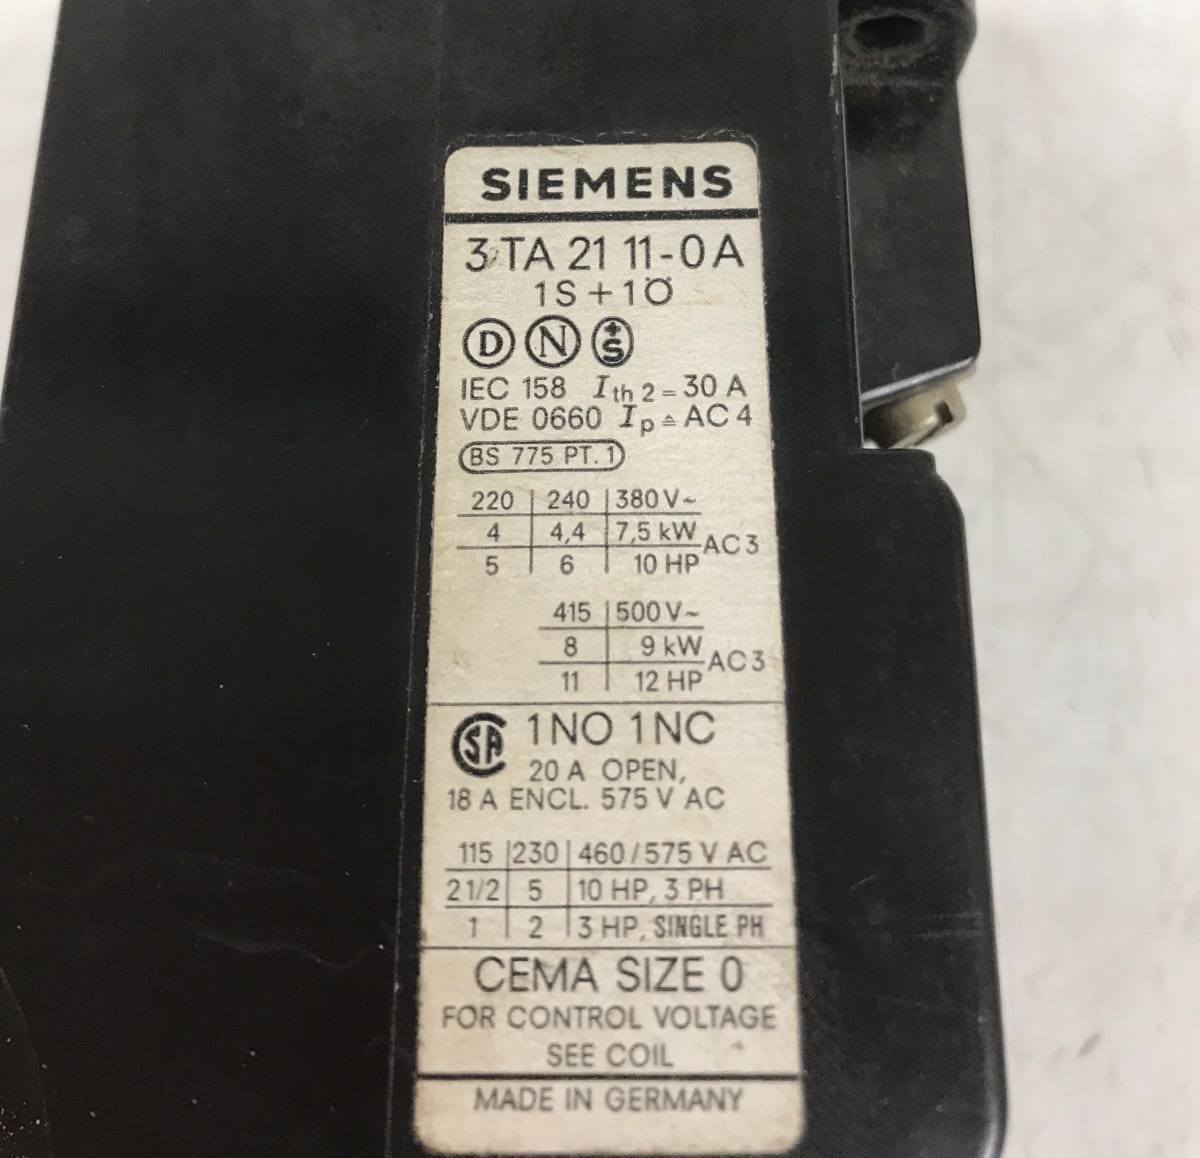 SIEMENS
3TA 21 11-0A
1S+1Ö
D N +S
IEC 158 Ith 2 = 30 A
VDE 0660 Ip ≙ AC 4
BS 775 PT. 1
220 | 240 | 380 V~
4 | 4,4 | 7,5 kW AC 3
5 | 6 | 10 HP
415 | 500 V~
8 | 9 kW AC 3
11 | 12 HP
SA 1NO 1NC
20 A OPEN,
18 A ENCL. 575 V AC
115 | 230 | 460/575 V AC
2 1/2 | 5 | 10 HP, 3 PH
1 | 2 | 3 HP, SINGLE PH
CEMA SIZE 0
FOR CONTROL VOLTAGE
SEE COIL
MADE IN GERMANY